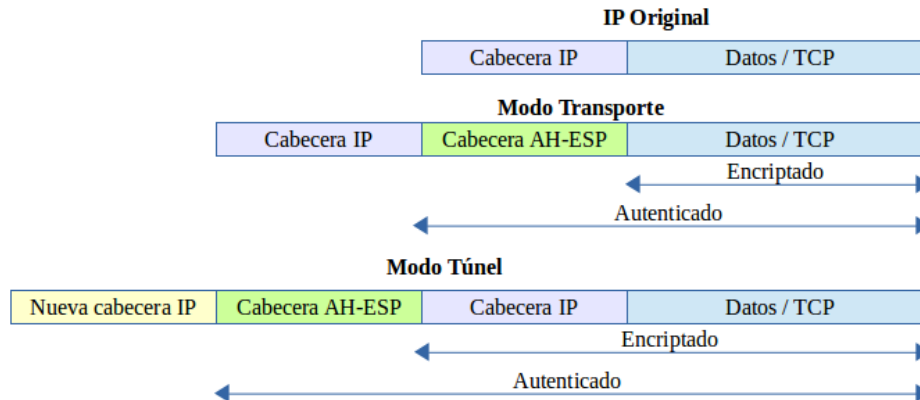 IP Original
Cabecera IP Datos / TCP
Modo Transporte
Cabecera IP Cabecera AH-ESP Datos / TCP
Encriptado
Autenticado
Modo Túnel
Nueva cabecera IP Cabecera AH-ESP Cabecera IP Datos / TCP
Encriptado
Autenticado